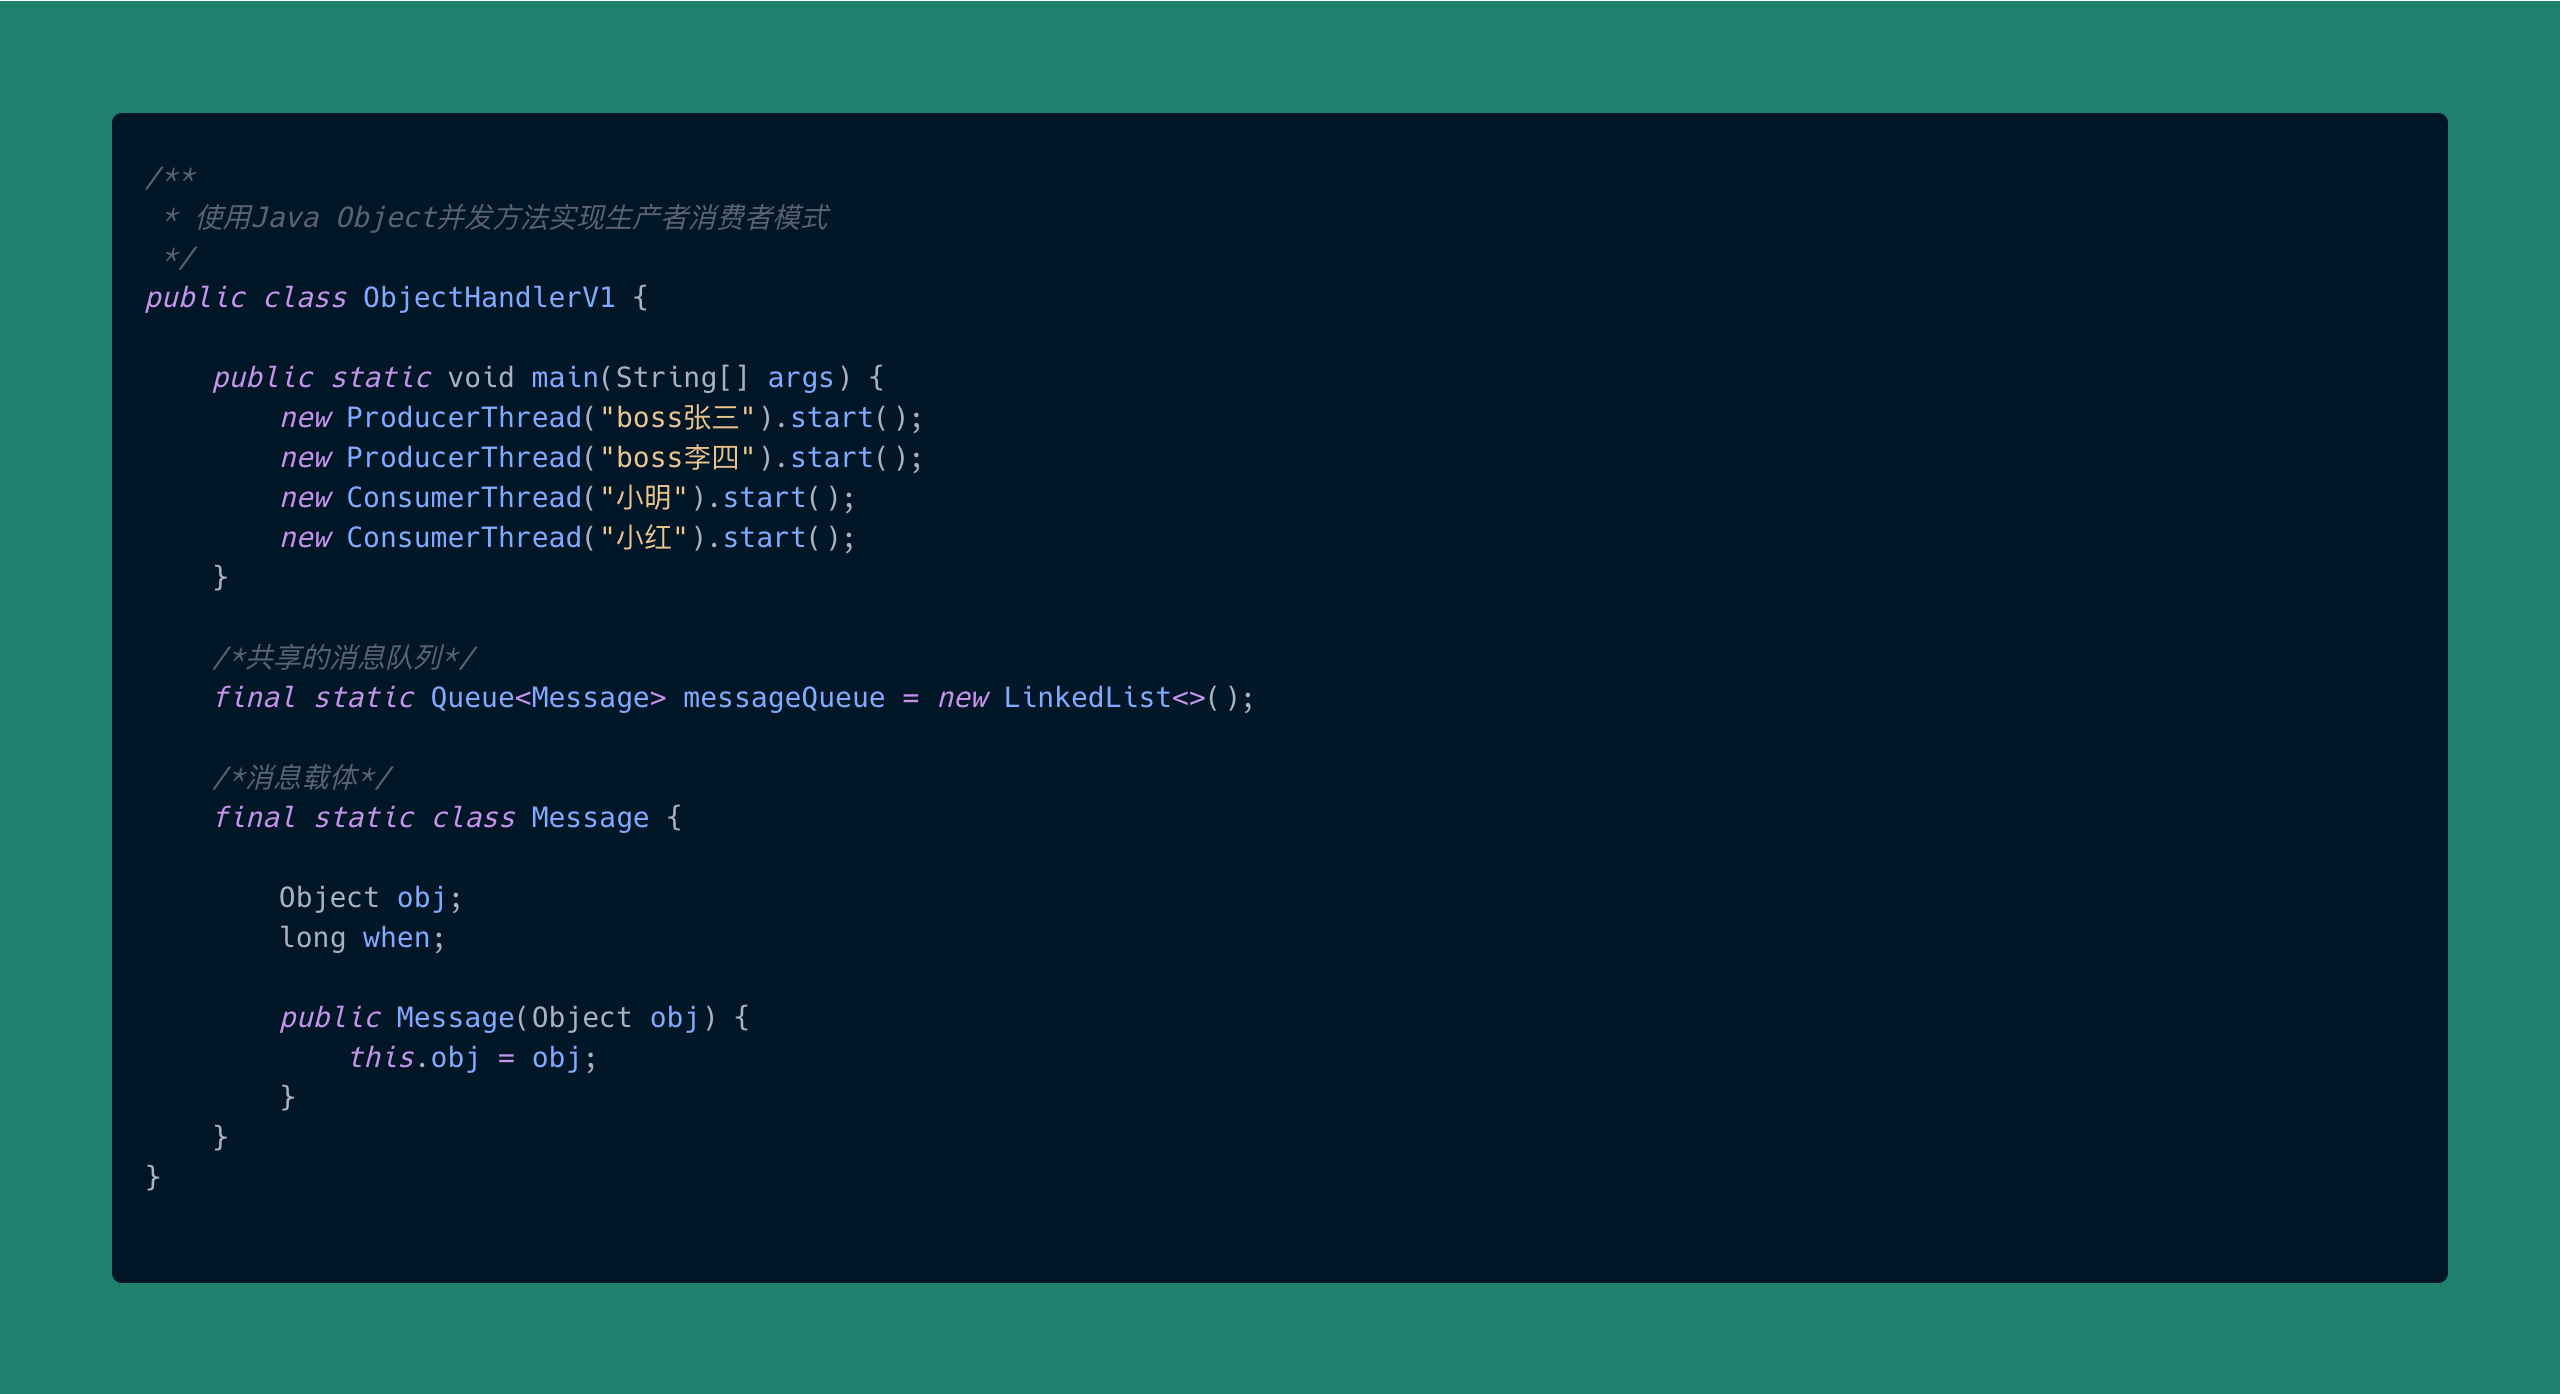 /**
 * 使用Java Object并发方法实现生产者消费者模式
 */
public class ObjectHandlerV1 {
    public static void main(String[] args) {
        new ProducerThread("boss张三").start();
        new ProducerThread("boss李四").start();
        new ConsumerThread("小明").start();
        new ConsumerThread("小红").start();
    }
    /*共享的消息队列*/
    final static Queue<Message> messageQueue = new LinkedList<>();
    /*消息载体*/
    final static class Message {
        Object obj;
        long when;
        public Message(Object obj) {
            this.obj = obj;
        }
    }
}